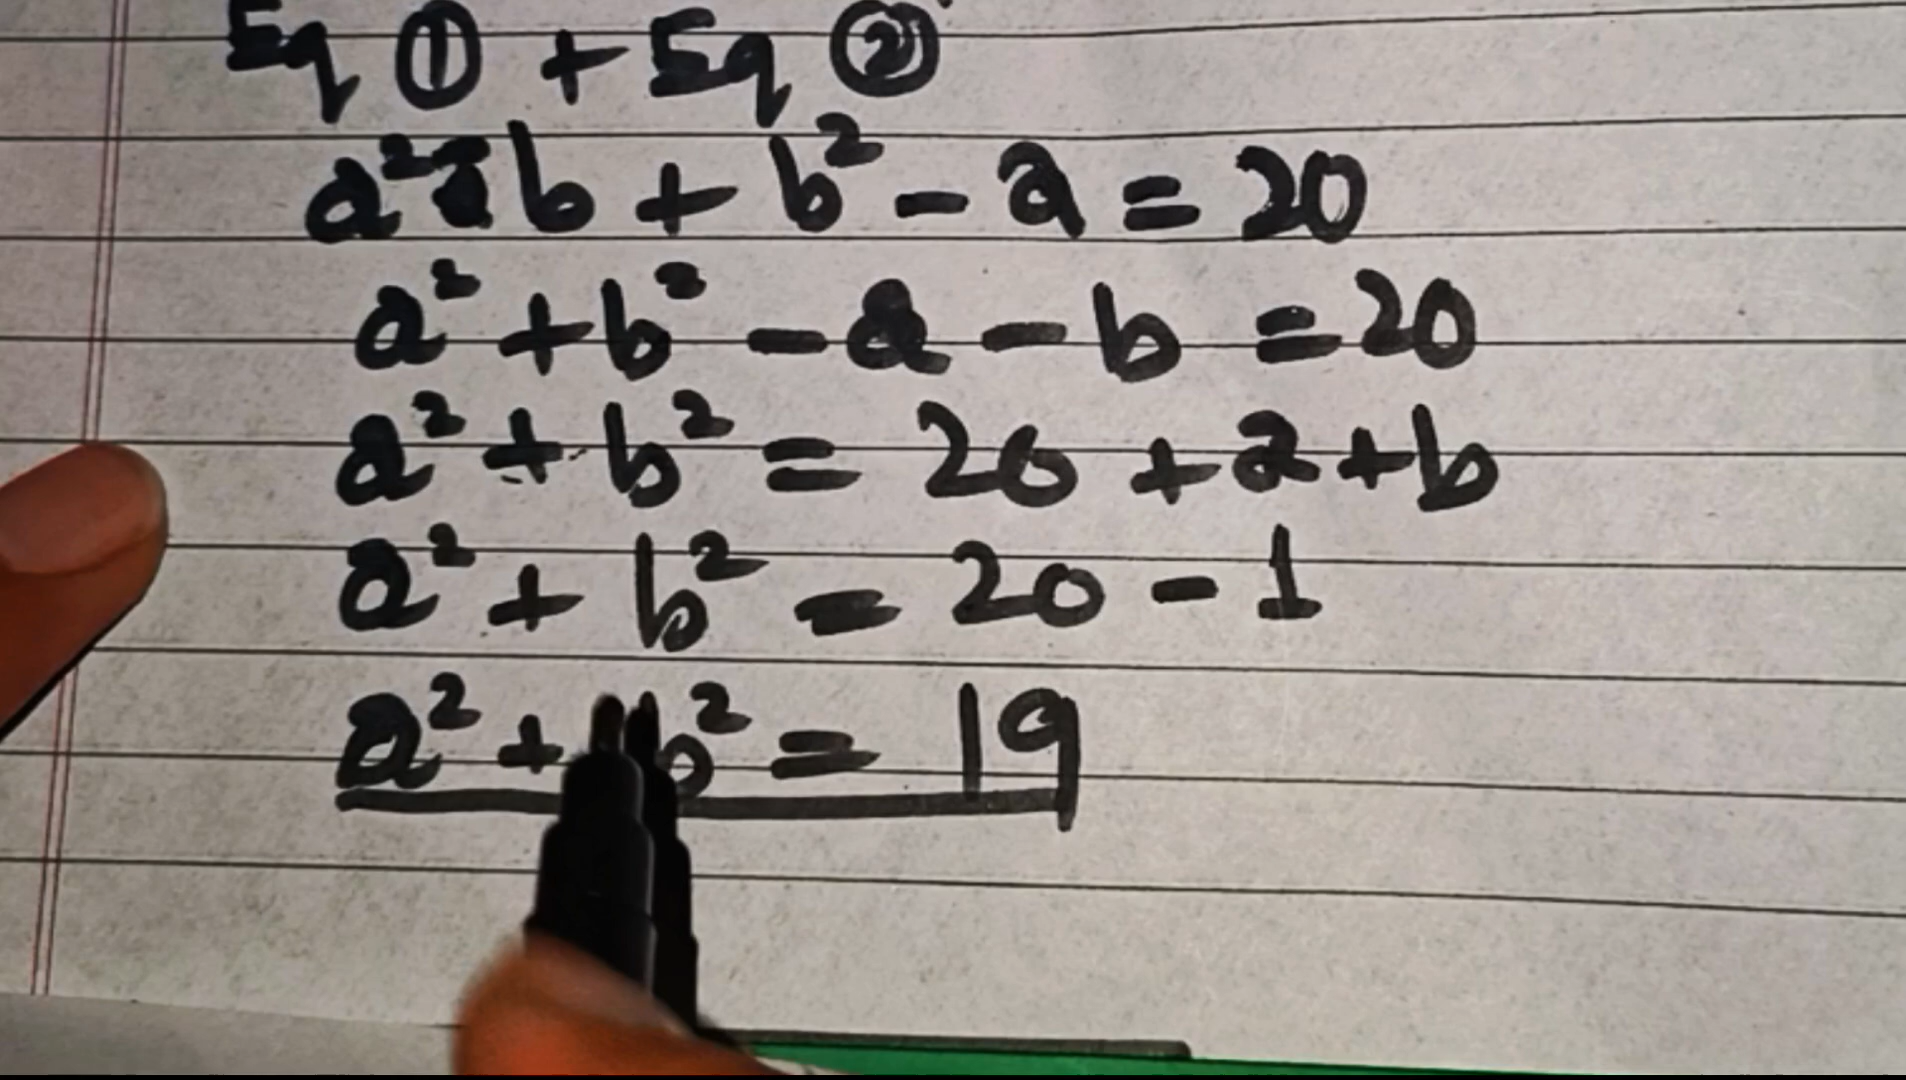 Eq ① + Eq ②
a² - b + b² - a = 20
a² + b² - a - b = 20
a² + b² = 20 + a + b
a² + b² = 20 - 1
a² + b² = 19